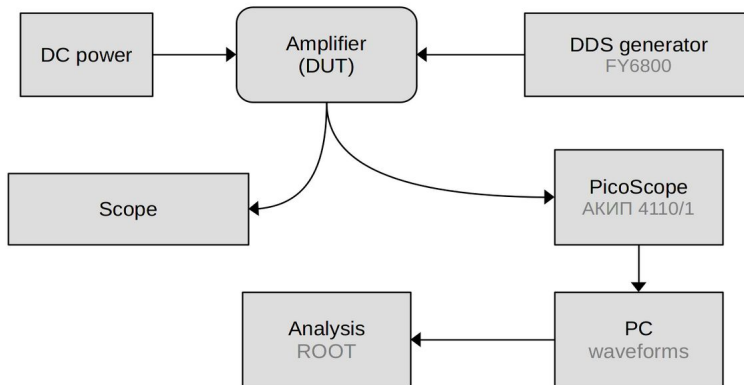 DC power
Amplifier
(DUT)
DDS generator
FY6800
Scope
PicoScope
АКИП 4110/1
Analysis
ROOT
PC
waveforms